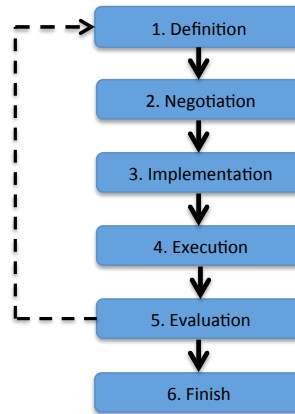 1. Definition
2. Negotiation
3. Implementation
4. Execution
5. Evaluation
6. Finish